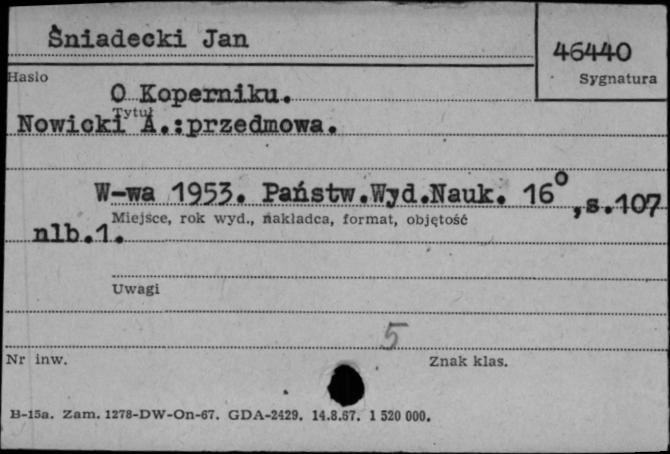 Śniadecki Jan
46440
Hasło
Sygnatura
O Koperniku.
Tytuł
Nowicki A.:przedmowa.
W-wa 1953. Państw.Wyd.Nauk. 16°,s.107
Miejsce, rok wyd., nakładca, format, objętość
nlb.1.
Uwagi
5
Nr inw.
Znak klas.
B-15a. Zam. 1278-DW-On-67. GDA-2429. 14.8.67. 1 520 000.